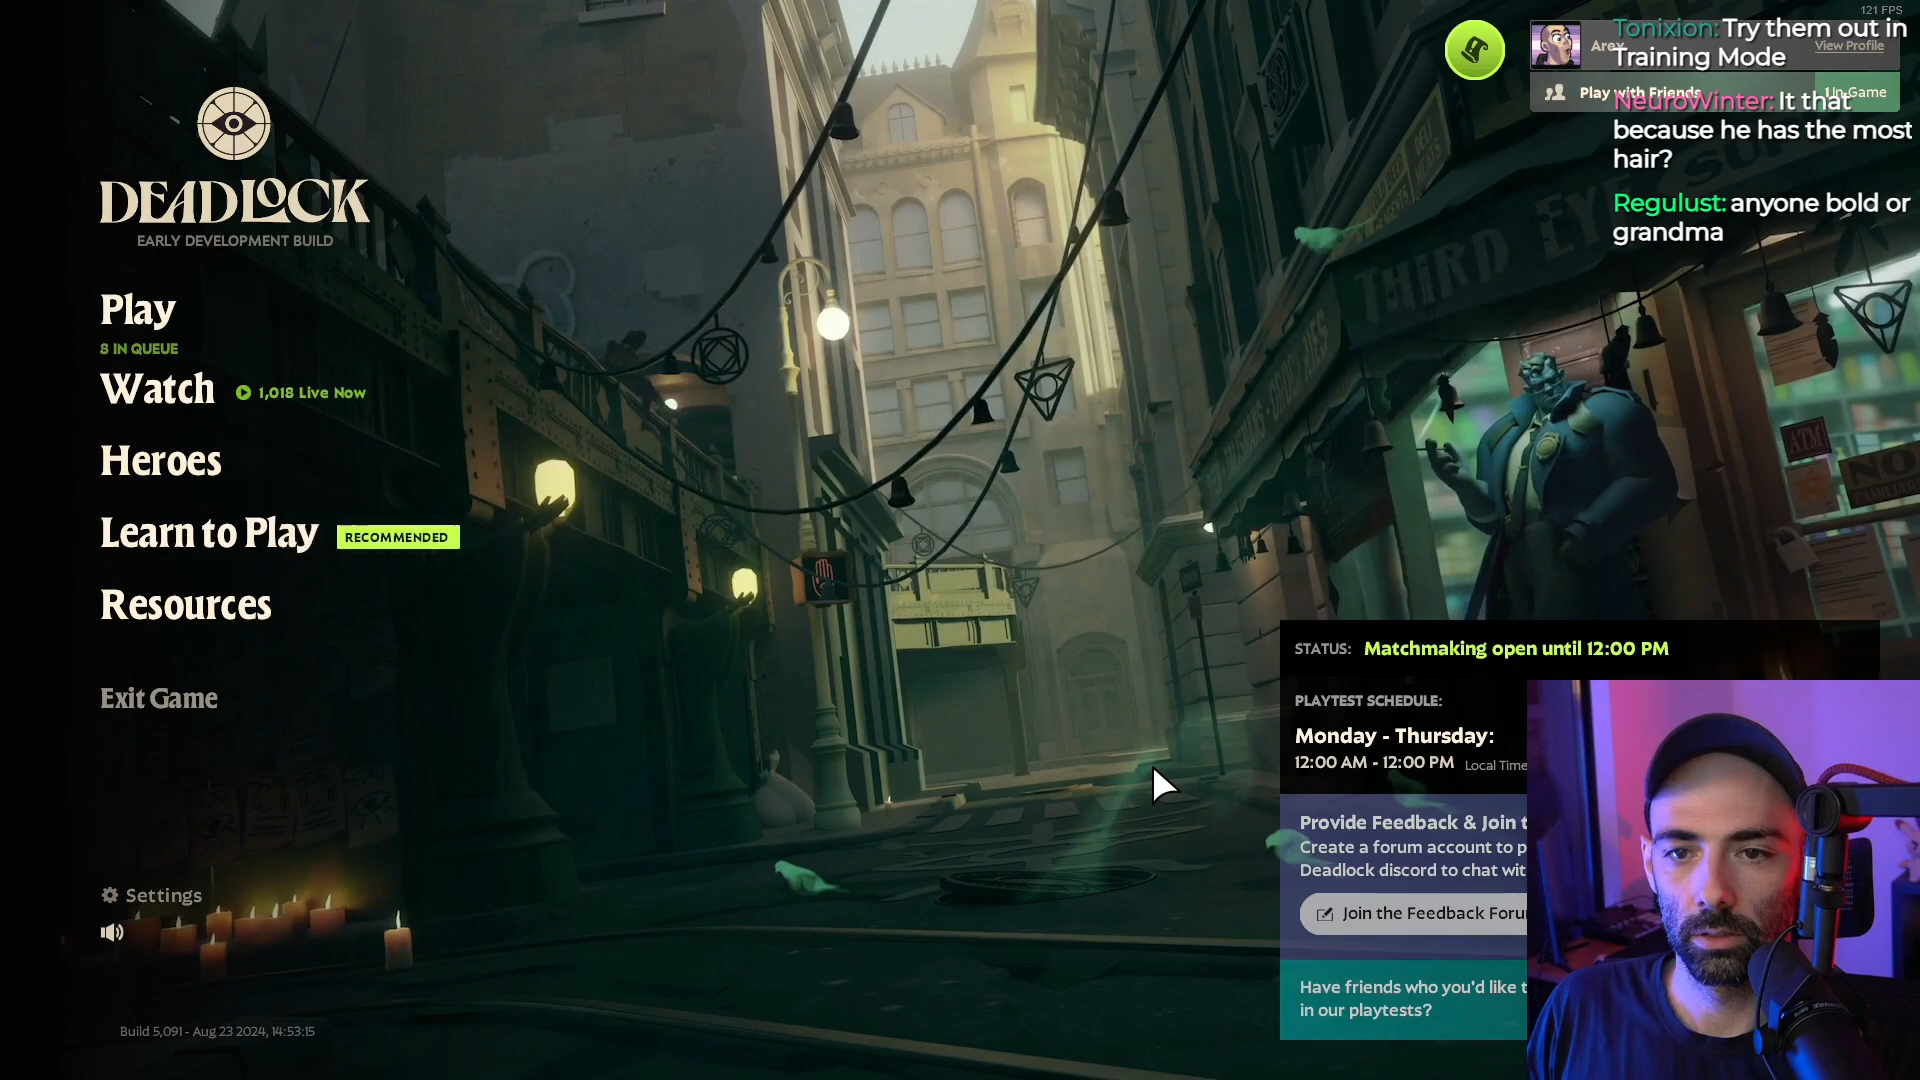 121 FPS
Tonixion: Try them out in
Training Mode
View Profile
Play with Friends
In-Game
NeuroWinter: It that
because he has the most
hair?
Regulust: anyone bold or
grandma
DEADLOCK
EARLY DEVELOPMENT BUILD
Play
8 IN QUEUE
Watch
1,018 Live Now
Heroes
Learn to Play
RECOMMENDED
Resources
Exit Game
Settings
Build 5,091 - Aug 23 2024, 14:53:15
THIRD EYE
ATM
NO
STATUS: Matchmaking open until 12:00 PM
PLAYTEST SCHEDULE:
Monday - Thursday:
12:00 AM - 12:00 PM Local Time
Provide Feedback & Join t
Create a forum account to p
Deadlock discord to chat wit
Join the Feedback Foru
Have friends who you'd like t
in our playtests?